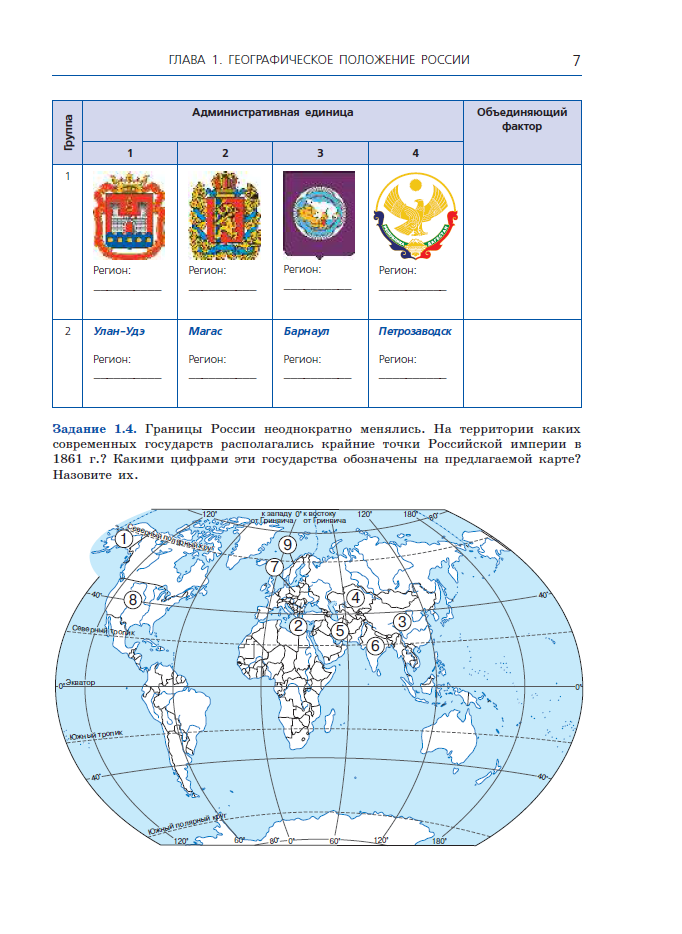 ГЛАВА 1. ГЕОГРАФИЧЕСКОЕ ПОЛОЖЕНИЕ РОССИИ 7
Группа
Административная единица
Объединяющий
фактор
1 2 3 4
1
Регион: Регион: Регион: Регион:
2 Улан-Удэ Магас Барнаул Петрозаводск
Регион: Регион: Регион: Регион:
Задание 1.4. Границы России неоднократно менялись. На территории каких
современных государств располагались крайние точки Российской империи в
1861 г.? Какими цифрами эти государства обозначены на предлагаемой карте?
Назовите их.
120° к западу 0° к востоку 120° 180°
от Гринвича от Гринвича
Северный полярный круг
1
9
7
8
4
2
3
5
6
40° 40°
Северный тропик
0° Экватор 0°
Южный тропик
40° 40°
Южный полярный круг
120° 60° 80° 0° 60° 120° 180°